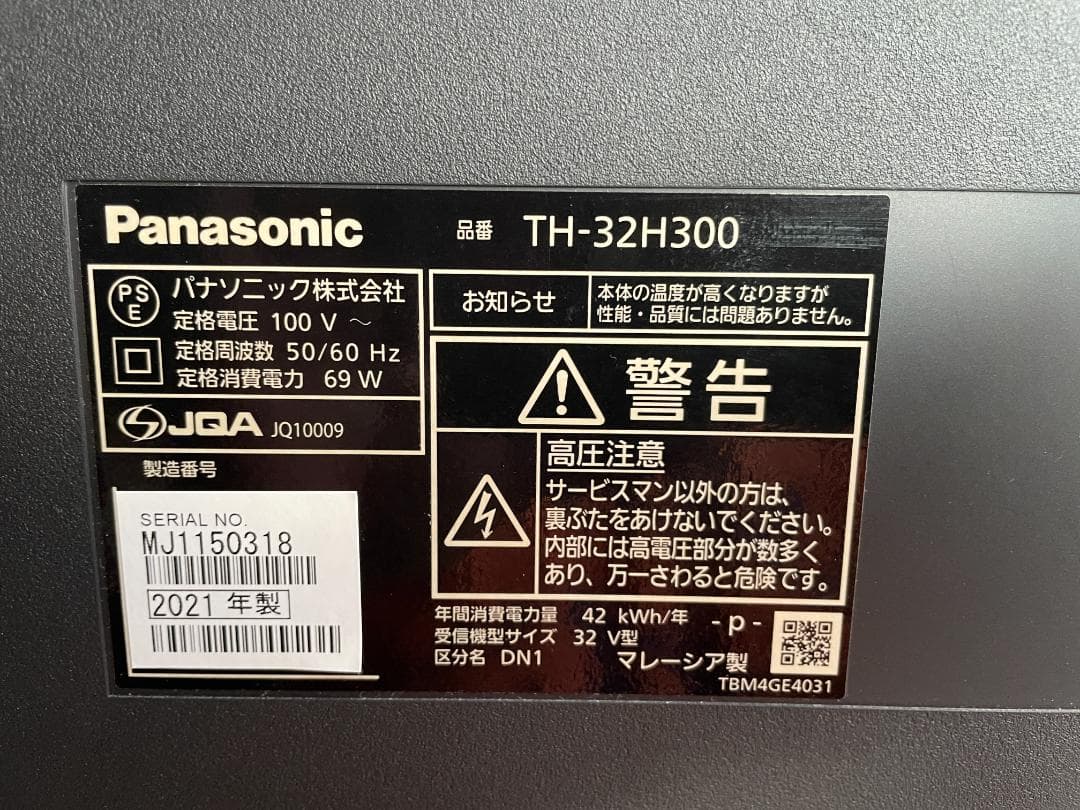 Panasonic
品番 TH-32H300
PS
E
パナソニック株式会社
定格電圧 100 V ～
定格周波数 50/60 Hz
定格消費電力 69 W
JQA JQ10009
製造番号
SERIAL NO.
MJ1150318
2021 年製
お知らせ
本体の温度が高くなりますが
性能・品質には問題ありません。
警告
高圧注意
サービスマン以外の方は、
裏ぶたをあけないでください。
内部には高電圧部分が数多く
あり、万一さわると危険です。
年間消費電力量 42 kWh/年 - p -
受信機型サイズ 32 V型
区分名 DN1 マレーシア製
TBM4GE4031